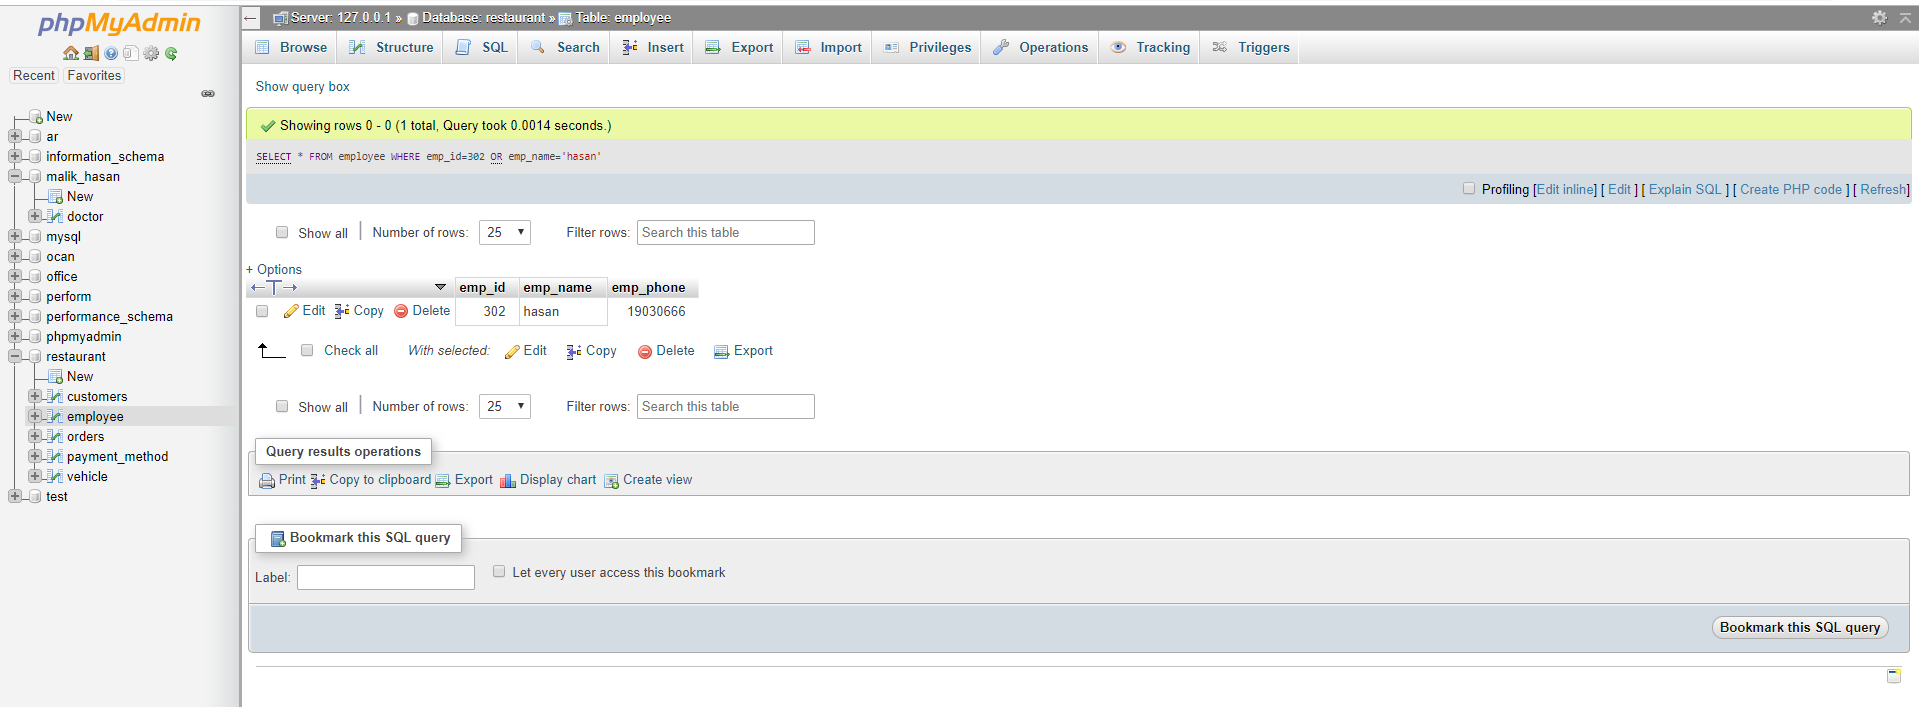 phpMyAdmin
Recent Favorites
New
ar
information_schema
malik_hasan
New
doctor
mysql
ocan
office
perform
performance_schema
phpmyadmin
restaurant
New
customers
employee
orders
payment_method
vehicle
test
Server: 127.0.0.1 » Database: restaurant » Table: employee
Browse Structure SQL Search Insert Export Import Privileges Operations Tracking Triggers
Show query box
Showing rows 0 - 0 (1 total, Query took 0.0014 seconds.)
SELECT * FROM employee WHERE emp_id=302 OR emp_name='hasan'
Profiling [Edit inline] [ Edit ] [ Explain SQL ] [ Create PHP code ] [ Refresh]
Show all | Number of rows: 25 Filter rows: Search this table
+ Options
←T→ emp_id emp_name emp_phone
Edit Copy Delete 302 hasan 19030666
Check all With selected: Edit Copy Delete Export
Show all | Number of rows: 25 Filter rows: Search this table
Query results operations
Print Copy to clipboard Export Display chart Create view
Bookmark this SQL query
Label: Let every user access this bookmark
Bookmark this SQL query